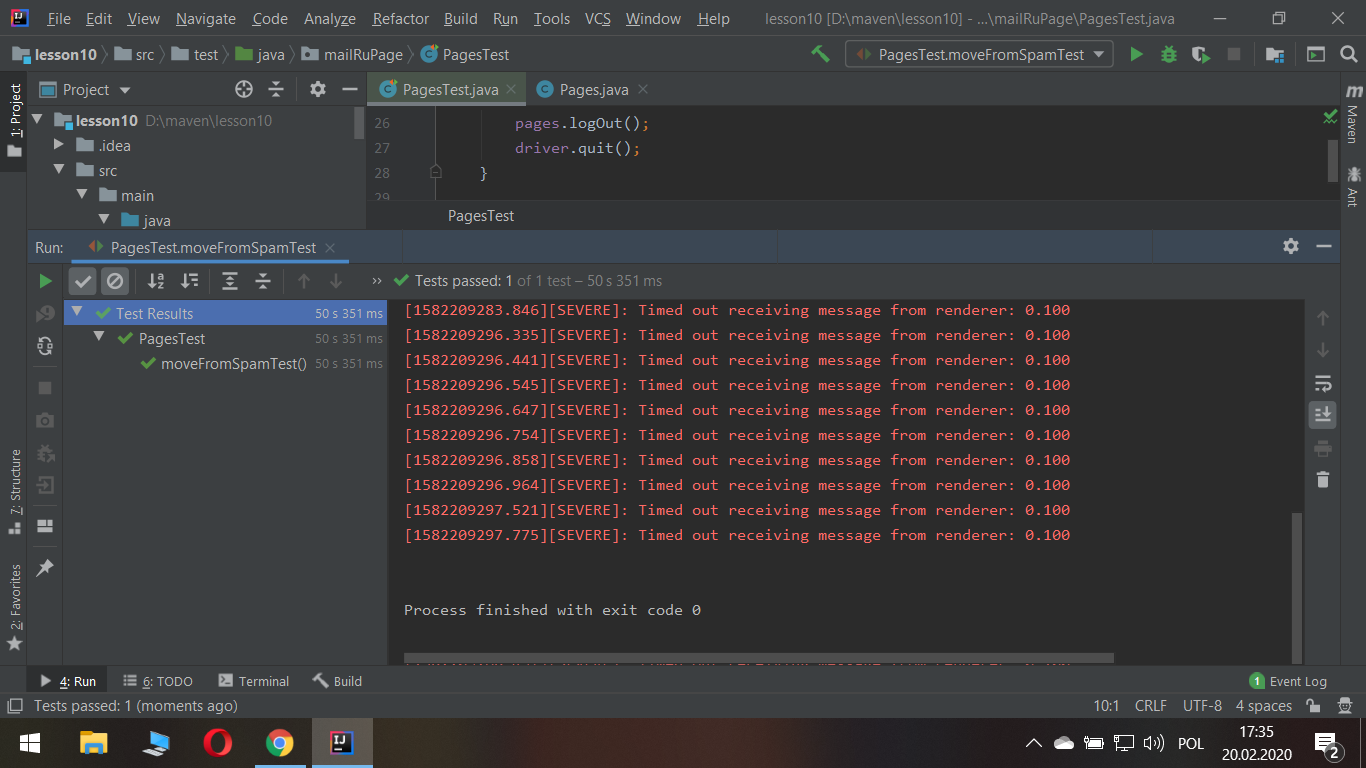 File Edit View Navigate Code Analyze Refactor Build Run Tools VCS Window Help lesson10 [D:\maven\lesson10] - ...\mailRuPage\PagesTest.java
lesson10 src test java mailRuPage PagesTest PagesTest.moveFromSpamTest
1: Project
Project
PagesTest.java Pages.java
Maven
Ant
lesson10 D:\maven\lesson10
.idea
src
main
java
26 pages.logOut();
27 driver.quit();
28 }
29
PagesTest
Run: PagesTest.moveFromSpamTest
» Tests passed: 1 of 1 test – 50 s 351 ms
Test Results 50 s 351 ms
PagesTest 50 s 351 ms
moveFromSpamTest() 50 s 351 ms
[1582209283.846][SEVERE]: Timed out receiving message from renderer: 0.100
[1582209296.335][SEVERE]: Timed out receiving message from renderer: 0.100
[1582209296.441][SEVERE]: Timed out receiving message from renderer: 0.100
[1582209296.545][SEVERE]: Timed out receiving message from renderer: 0.100
[1582209296.647][SEVERE]: Timed out receiving message from renderer: 0.100
[1582209296.754][SEVERE]: Timed out receiving message from renderer: 0.100
[1582209296.858][SEVERE]: Timed out receiving message from renderer: 0.100
[1582209296.964][SEVERE]: Timed out receiving message from renderer: 0.100
[1582209297.521][SEVERE]: Timed out receiving message from renderer: 0.100
[1582209297.775][SEVERE]: Timed out receiving message from renderer: 0.100
Process finished with exit code 0
7: Structure
2: Favorites
4: Run 6: TODO Terminal Build 1 Event Log
Tests passed: 1 (moments ago) 10:1 CRLF UTF-8 4 spaces
POL 17:35
20.02.2020 2